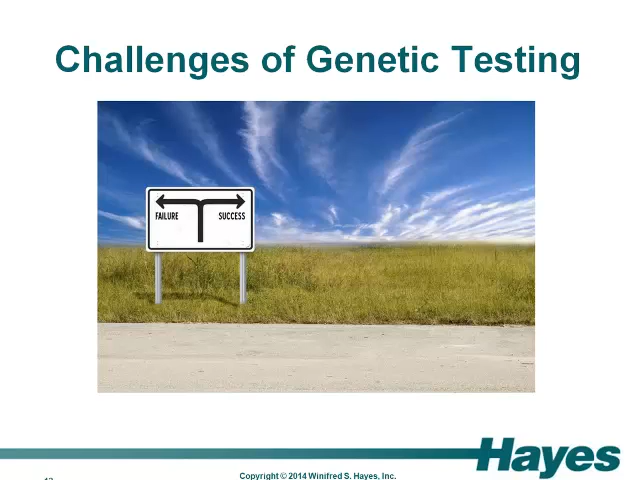 Challenges of Genetic Testing
FAILURE SUCCESS
Hayes
Copyright © 2014 Winifred S. Hayes, Inc.